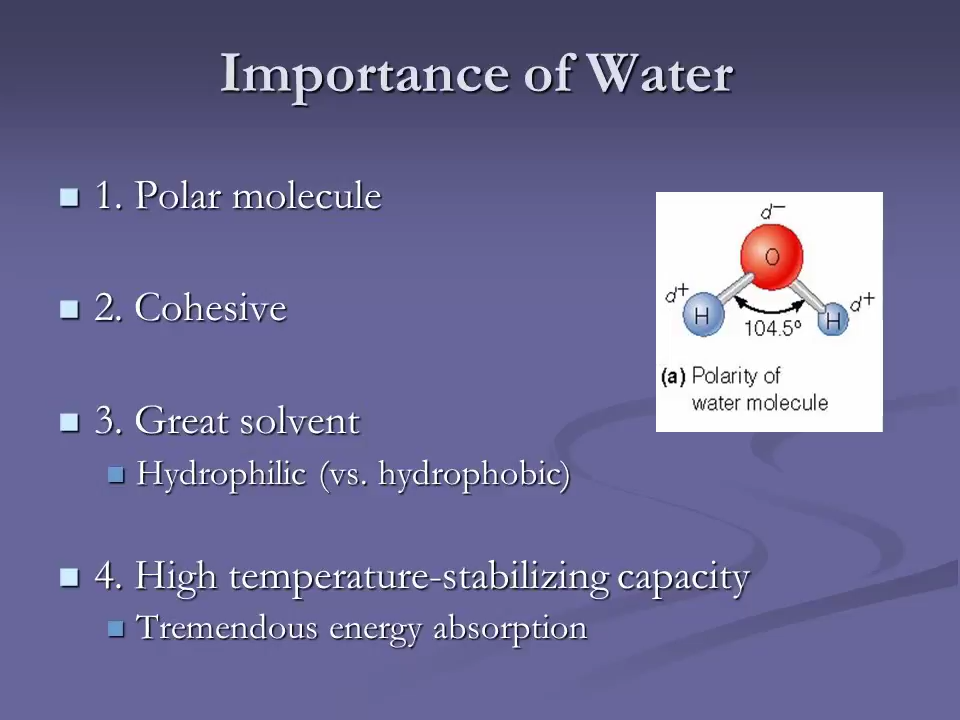 Importance of Water
1. Polar molecule
2. Cohesive
3. Great solvent
Hydrophilic (vs. hydrophobic)
4. High temperature-stabilizing capacity
Tremendous energy absorption
d−
O
d+
H
d+
H
104.5º
(a) Polarity of
water molecule